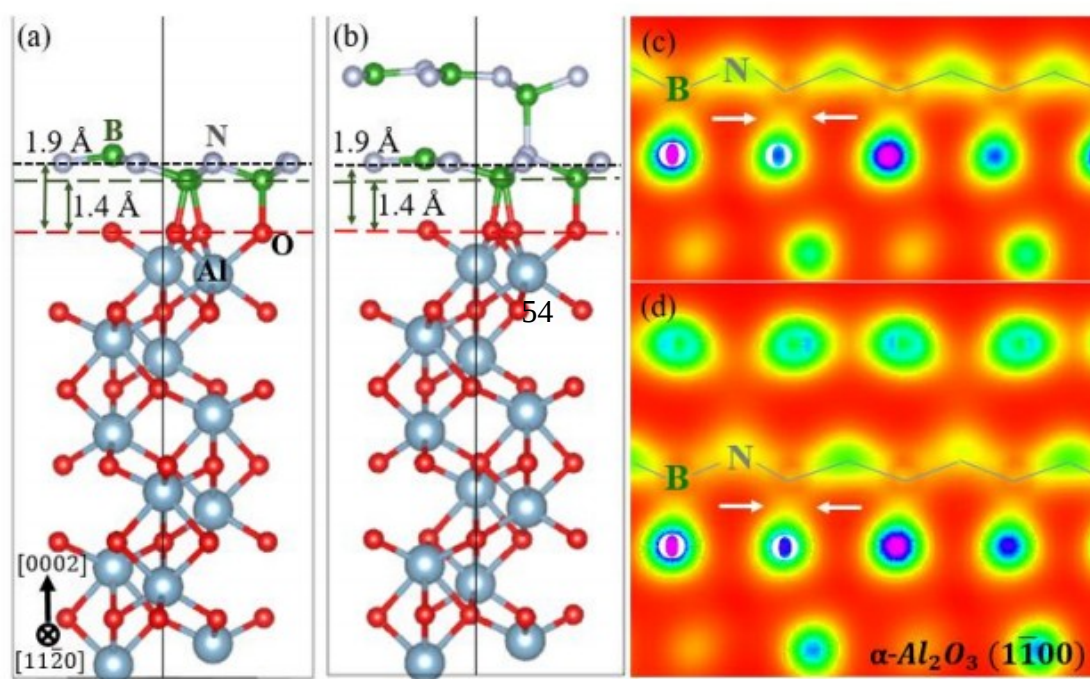 (a)
1.9 Å
B
N
1.4 Å
O
Al
[0002]
[112̅0]
(b)
1.9 Å
1.4 Å
54
(c)
B N
(d)
B N
α-Al₂O₃ (11̅00)